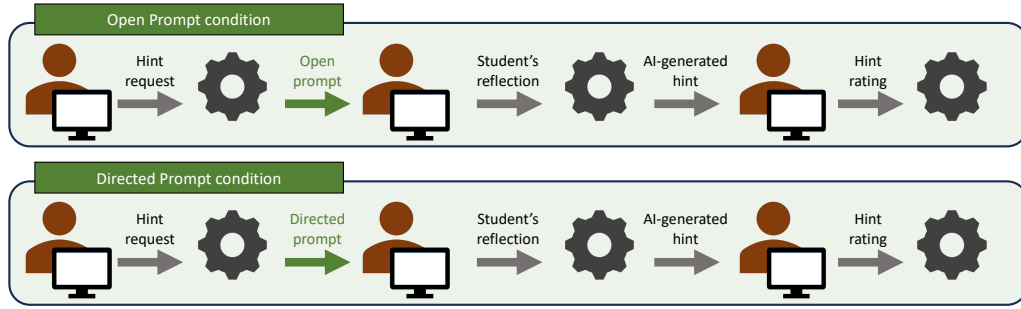 Open Prompt condition
Hint
request
Open
prompt
Student's
reflection
AI-generated
hint
Hint
rating
Directed Prompt condition
Hint
request
Directed
prompt
Student's
reflection
AI-generated
hint
Hint
rating